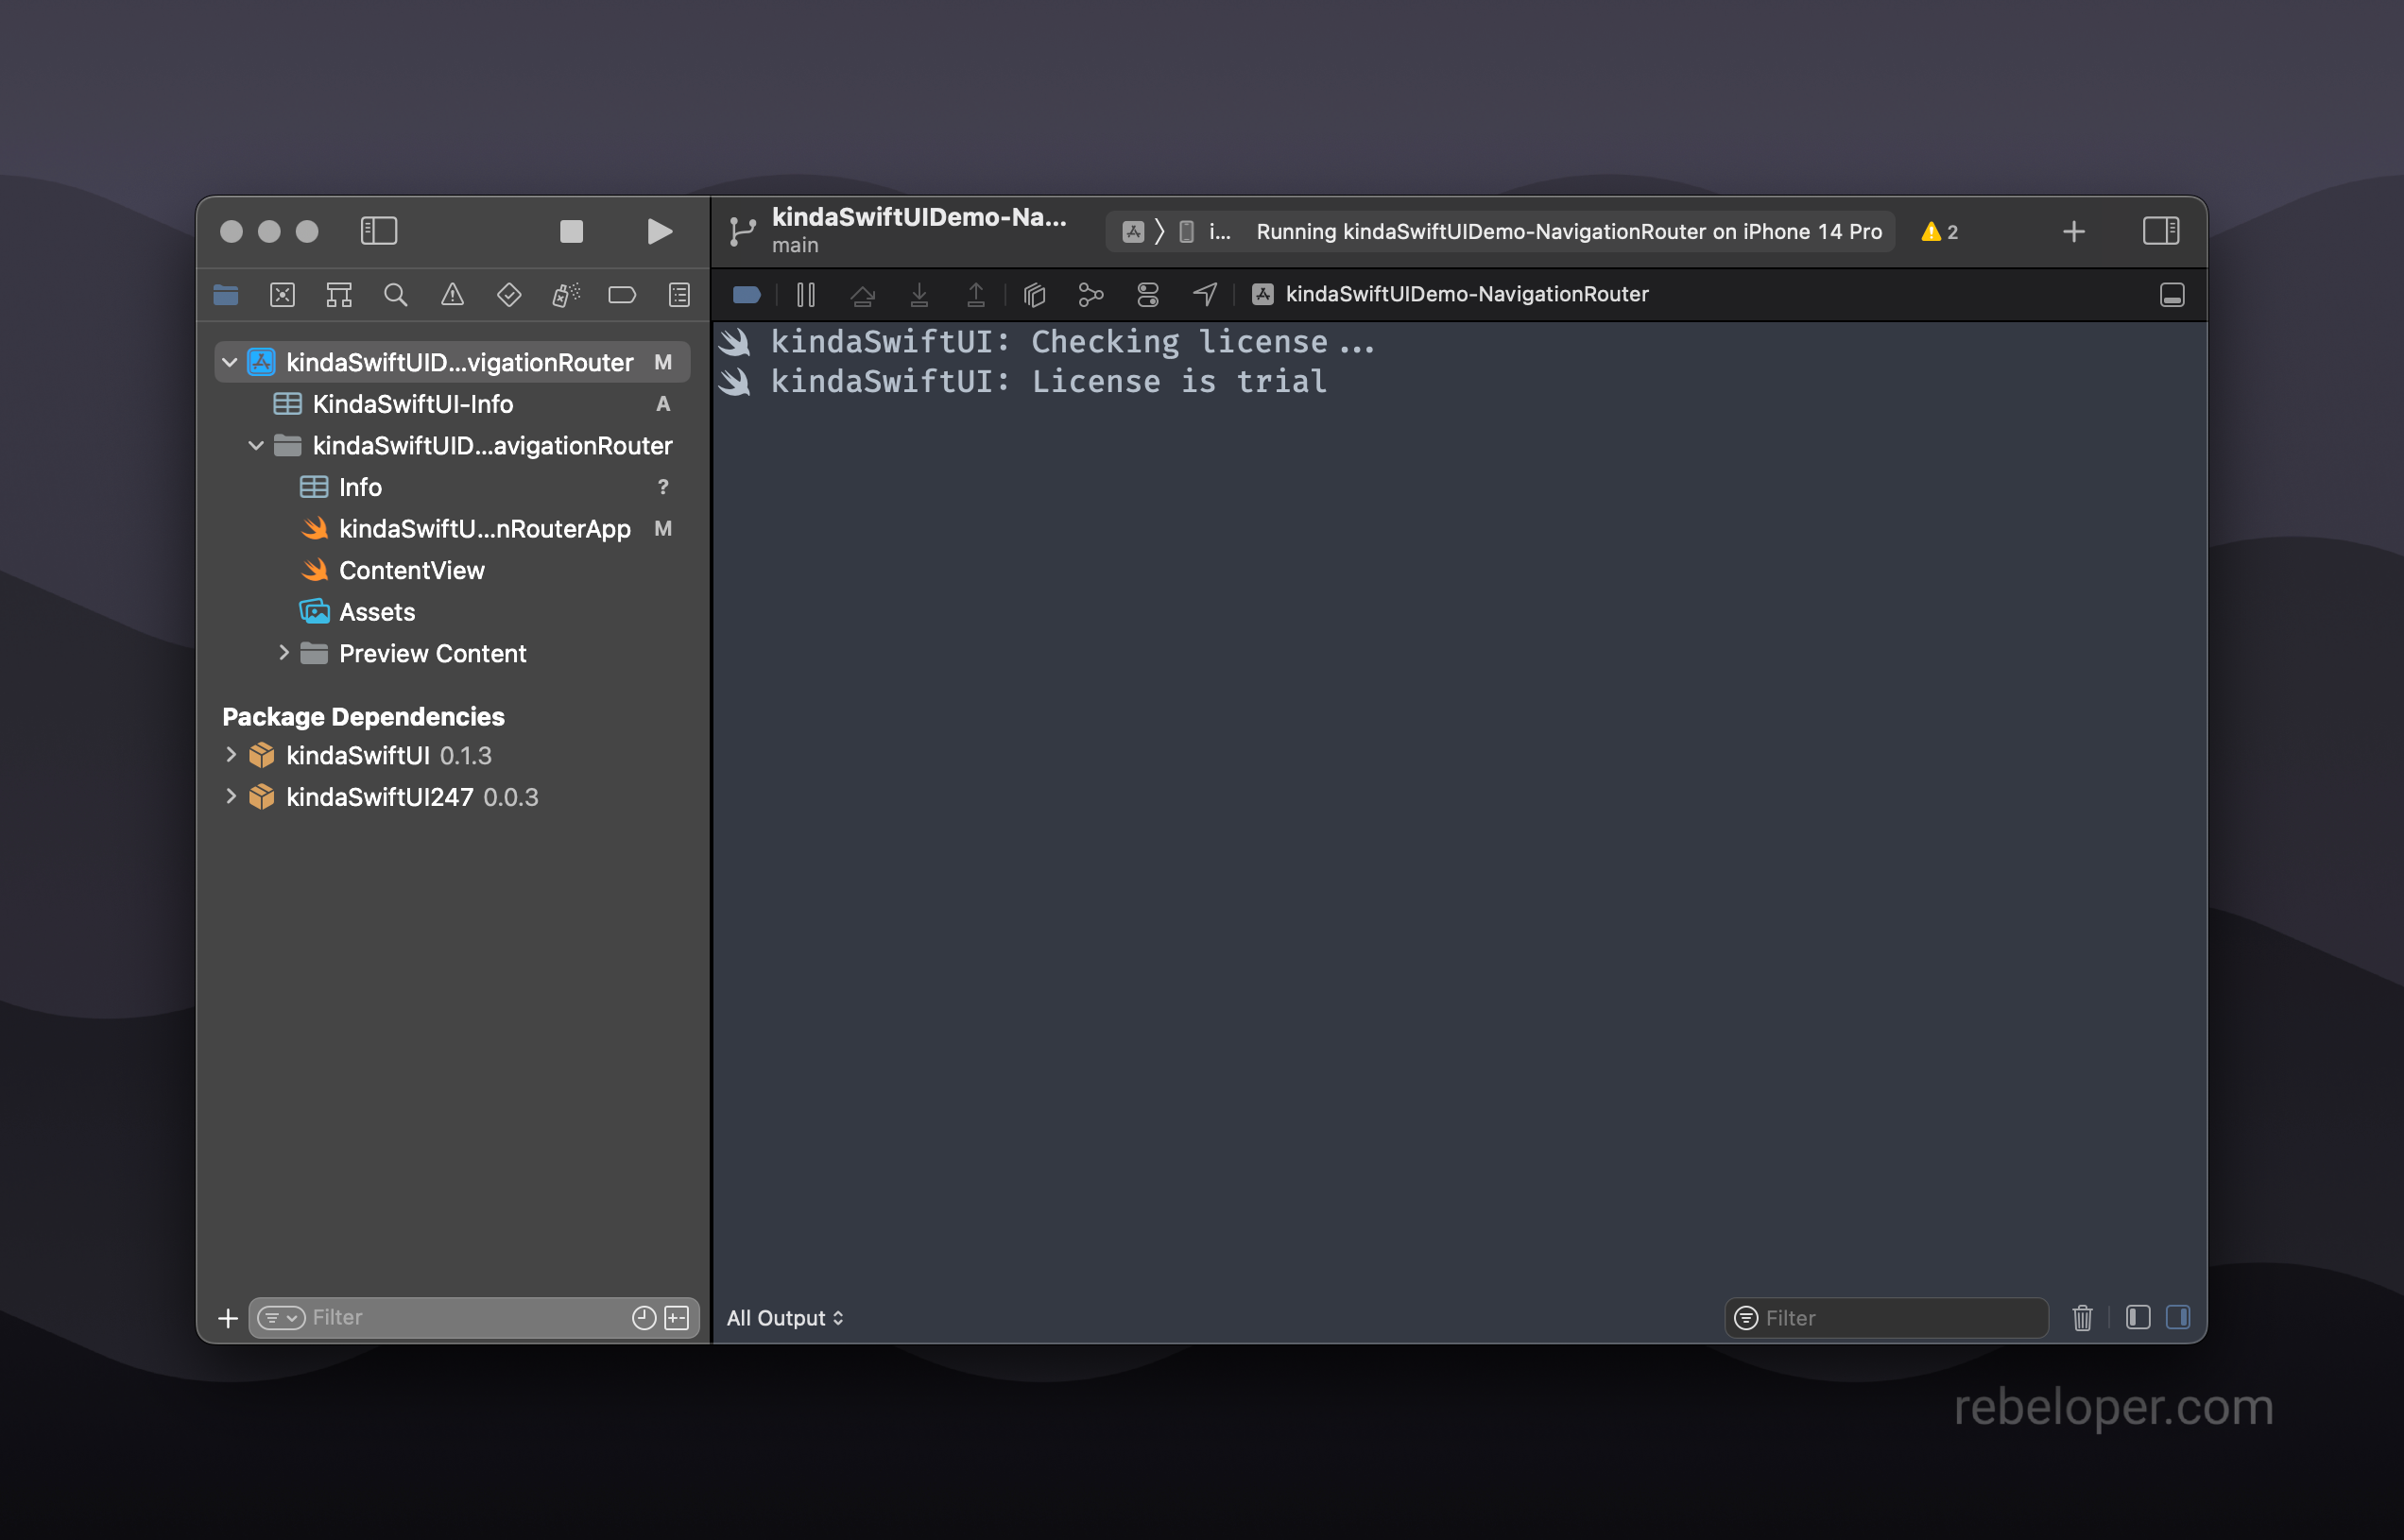 kindaSwiftUIDemo-Na...
main
i...
Running kindaSwiftUIDemo-NavigationRouter on iPhone 14 Pro
2
kindaSwiftUIDemo-NavigationRouter
kindaSwiftUID...vigationRouter M
KindaSwiftUI-Info A
kindaSwiftUID...avigationRouter
Info ?
kindaSwiftU...nRouterApp M
ContentView
Assets
Preview Content
Package Dependencies
kindaSwiftUI 0.1.3
kindaSwiftUI247 0.0.3
Filter
kindaSwiftUI: Checking license...
kindaSwiftUI: License is trial
All Output
Filter
rebeloper.com